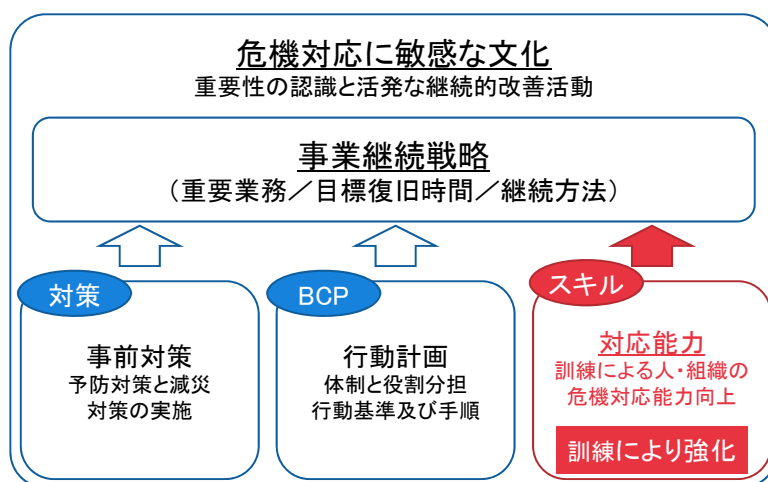 危機対応に敏感な文化
重要性の認識と活発な継続的改善活動
事業継続戦略
（重要業務／目標復旧時間／継続方法）
対策
事前対策
予防対策と減災
対策の実施
BCP
行動計画
体制と役割分担
行動基準及び手順
スキル
対応能力
訓練による人・組織の
危機対応能力向上
訓練により強化